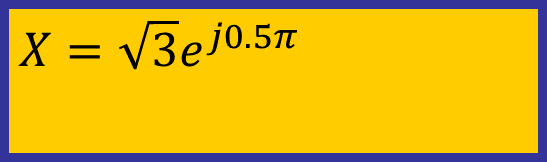 X = √3e^{j0.5π}